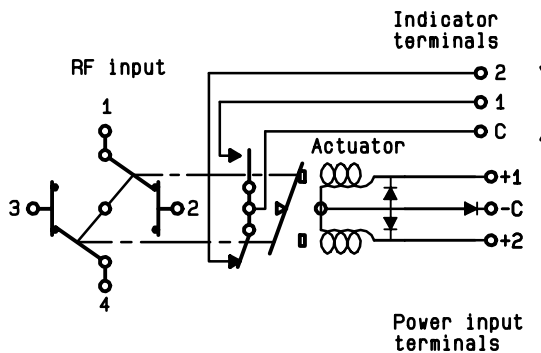 Indicator
terminals
RF input
2
1
1
C
Actuator
+1
3
2
-C
+2
4
Power input
terminals